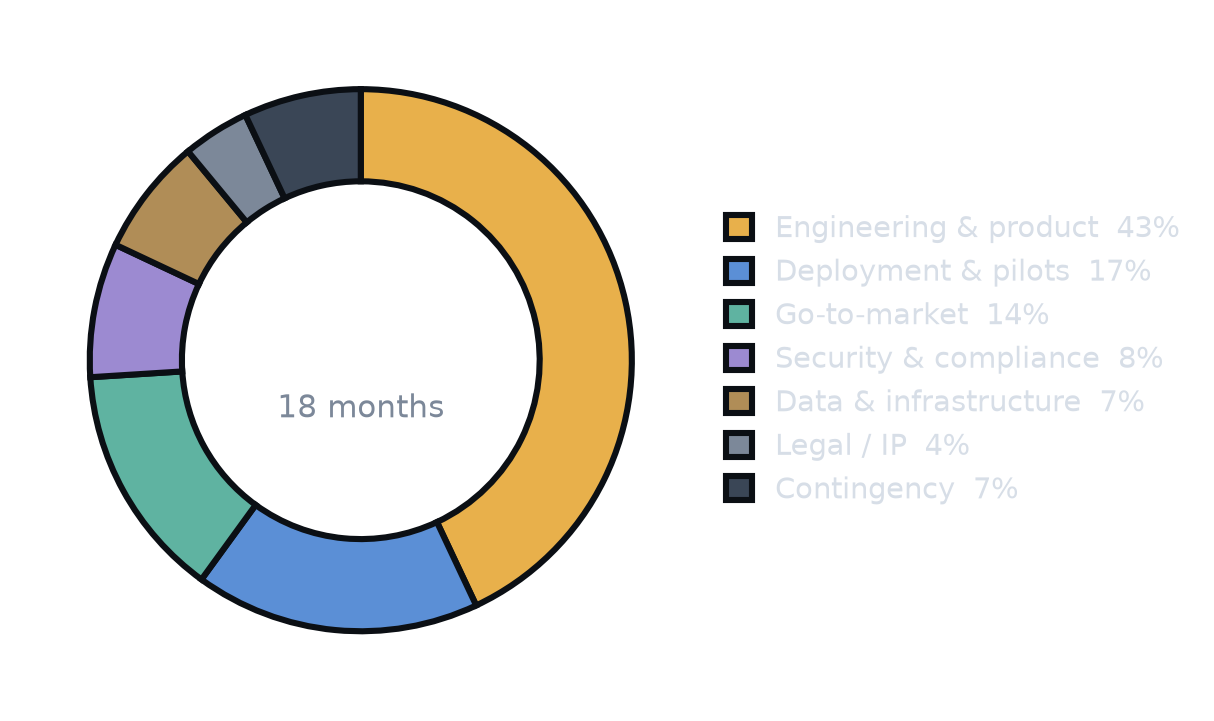 18 months
Engineering & product 43%
Deployment & pilots 17%
Go-to-market 14%
Security & compliance 8%
Data & infrastructure 7%
Legal / IP 4%
Contingency 7%